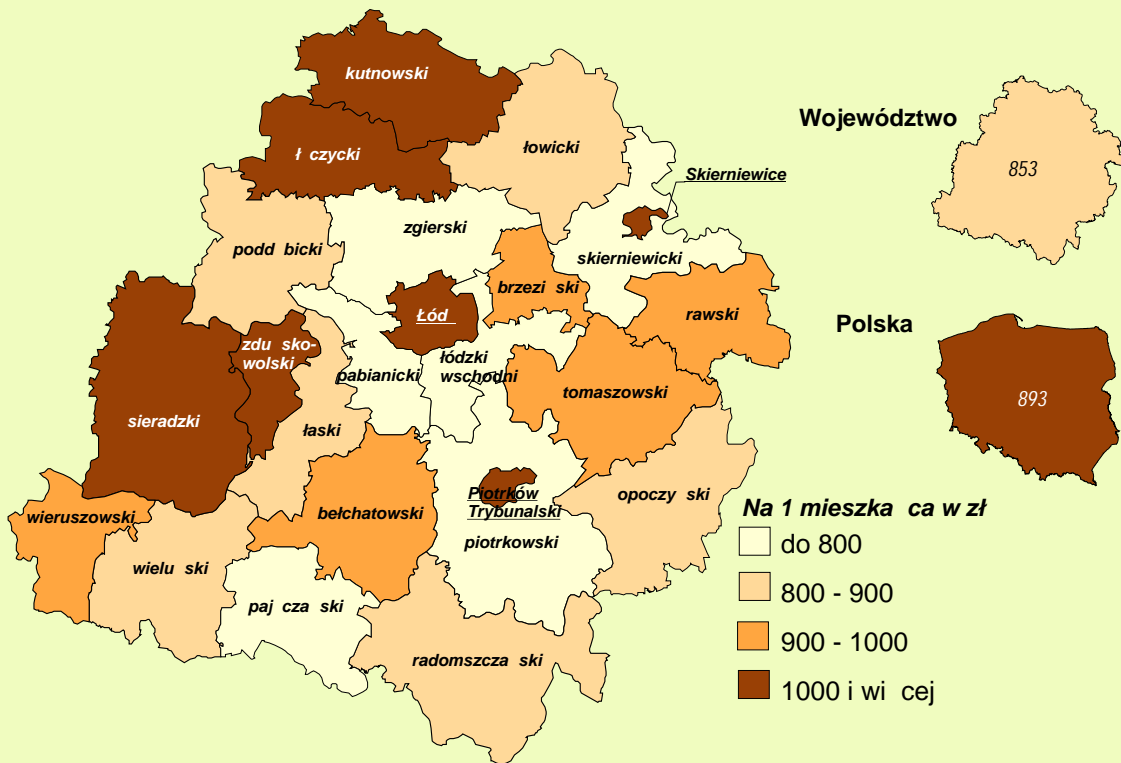 kutnowski
ł czycki
łowicki
Skierniewice
zgierski
podd bicki
skierniewicki
brzezi ski
rawski
Łód
zdu sko-
wolski
pabianicki
łódzki
wschodni
tomaszowski
sieradzki
łaski
opoczy ski
Piotrków
Trybunalski
wieruszowski
bełchatowski
piotrkowski
wielu ski
paj cza ski
radomszcza ski
Województwo
853
Polska
893
Na 1 mieszka ca w zł
do 800
800 - 900
900 - 1000
1000 i wi cej